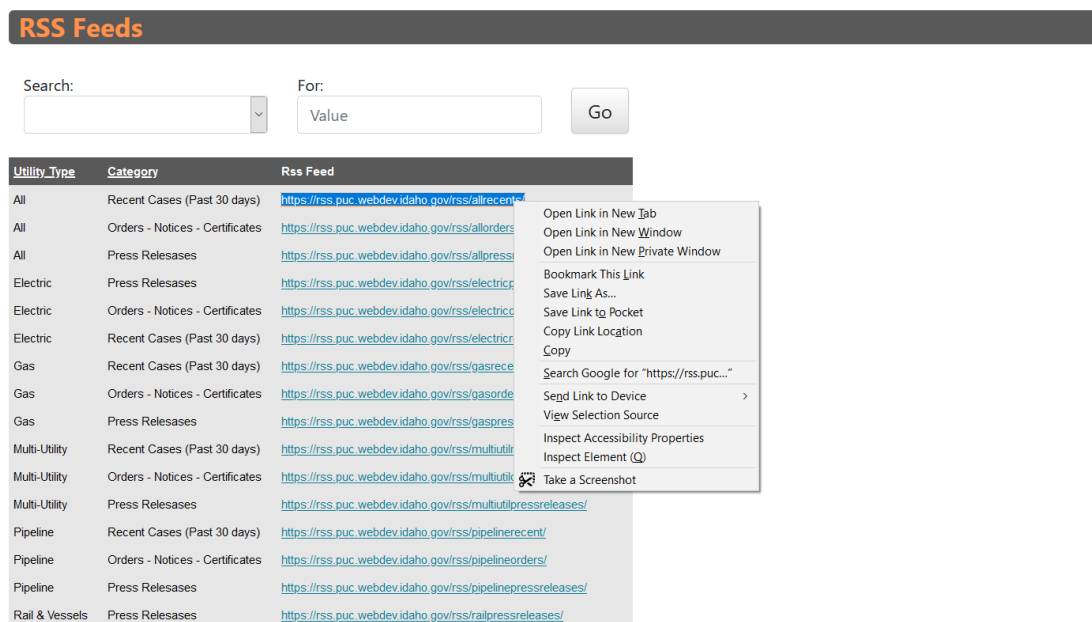 RSS Feeds
Search: For:
Value Go
Utility Type Category Rss Feed
All Recent Cases (Past 30 days) https://rss.puc.webdev.idaho.gov/rss/allrecents/
All Orders - Notices - Certificates https://rss.puc.webdev.idaho.gov/rss/allorders
All Press Relesases https://rss.puc.webdev.idaho.gov/rss/allpress
Electric Press Relesases https://rss.puc.webdev.idaho.gov/rss/electricp
Electric Orders - Notices - Certificates https://rss.puc.webdev.idaho.gov/rss/electrico
Electric Recent Cases (Past 30 days) https://rss.puc.webdev.idaho.gov/rss/electricr
Gas Recent Cases (Past 30 days) https://rss.puc.webdev.idaho.gov/rss/gasrece
Gas Orders - Notices - Certificates https://rss.puc.webdev.idaho.gov/rss/gasorde
Gas Press Relesases https://rss.puc.webdev.idaho.gov/rss/gaspres
Multi-Utility Recent Cases (Past 30 days) https://rss.puc.webdev.idaho.gov/rss/multiutilr
Multi-Utility Orders - Notices - Certificates https://rss.puc.webdev.idaho.gov/rss/multiutilo
Multi-Utility Press Relesases https://rss.puc.webdev.idaho.gov/rss/multiutilpressreleases/
Pipeline Recent Cases (Past 30 days) https://rss.puc.webdev.idaho.gov/rss/pipelinerecent/
Pipeline Orders - Notices - Certificates https://rss.puc.webdev.idaho.gov/rss/pipelineorders/
Pipeline Press Relesases https://rss.puc.webdev.idaho.gov/rss/pipelinepressreleases/
Rail & Vessels Press Relesases https://rss.puc.webdev.idaho.gov/rss/railpressreleases/
Open Link in New Tab
Open Link in New Window
Open Link in New Private Window
Bookmark This Link
Save Link As...
Save Link to Pocket
Copy Link Location
Copy
Search Google for "https://rss.puc..."
Send Link to Device
View Selection Source
Inspect Accessibility Properties
Inspect Element (Q)
Take a Screenshot